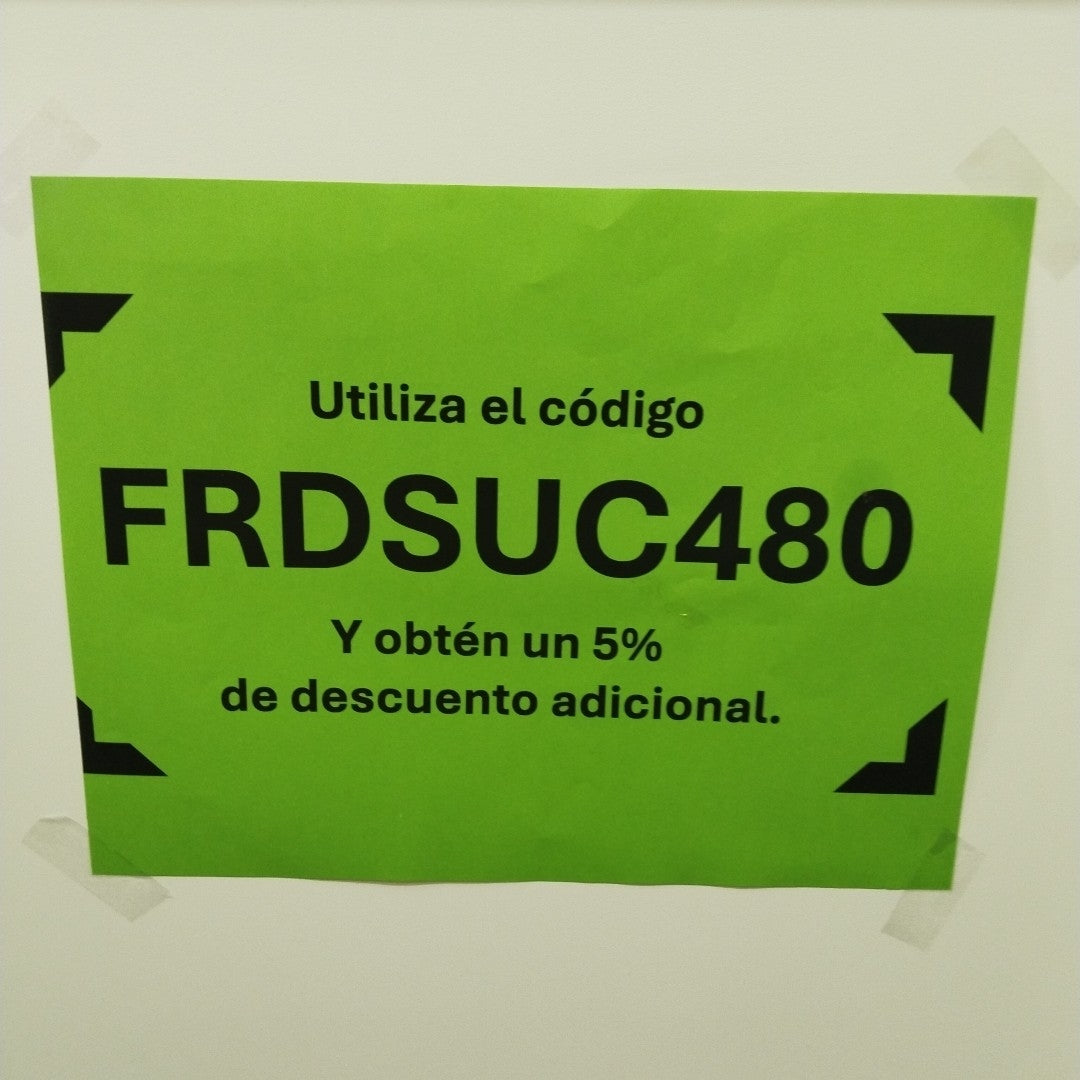 Utiliza el código
FRDSUC480
Y obtén un 5%
de descuento adicional.